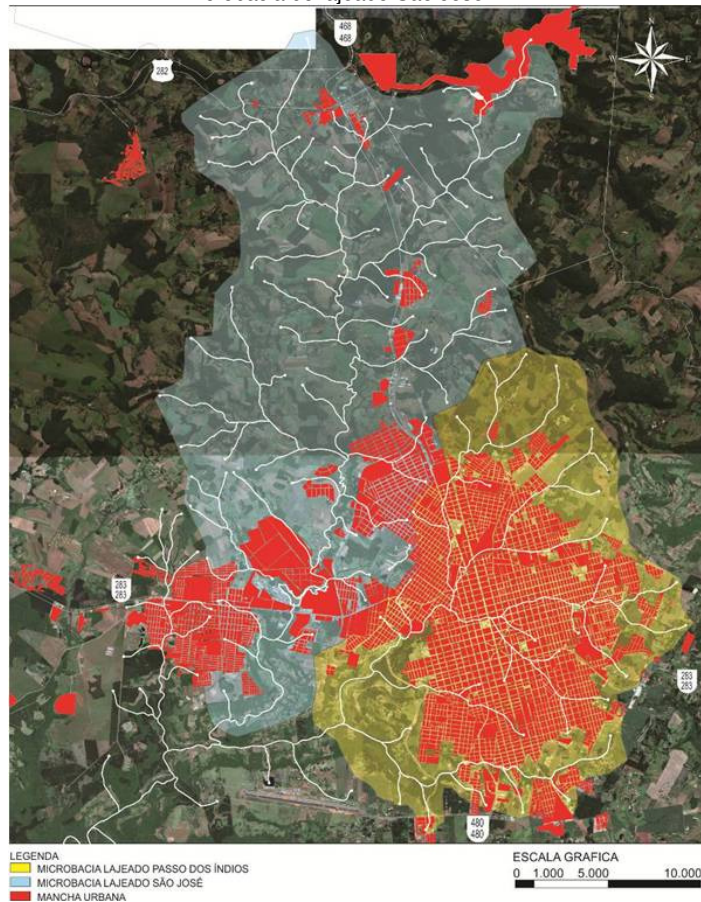 468
468
282
N
W
E
S
283
283
283
283
480
480
LEGENDA
MICROBACIA LAJEADO PASSO DOS ÍNDIOS
MICROBACIA LAJEADO SÃO JOSÉ
MANCHA URBANA
ESCALA GRAFICA
0 1.000 5.000 10.000